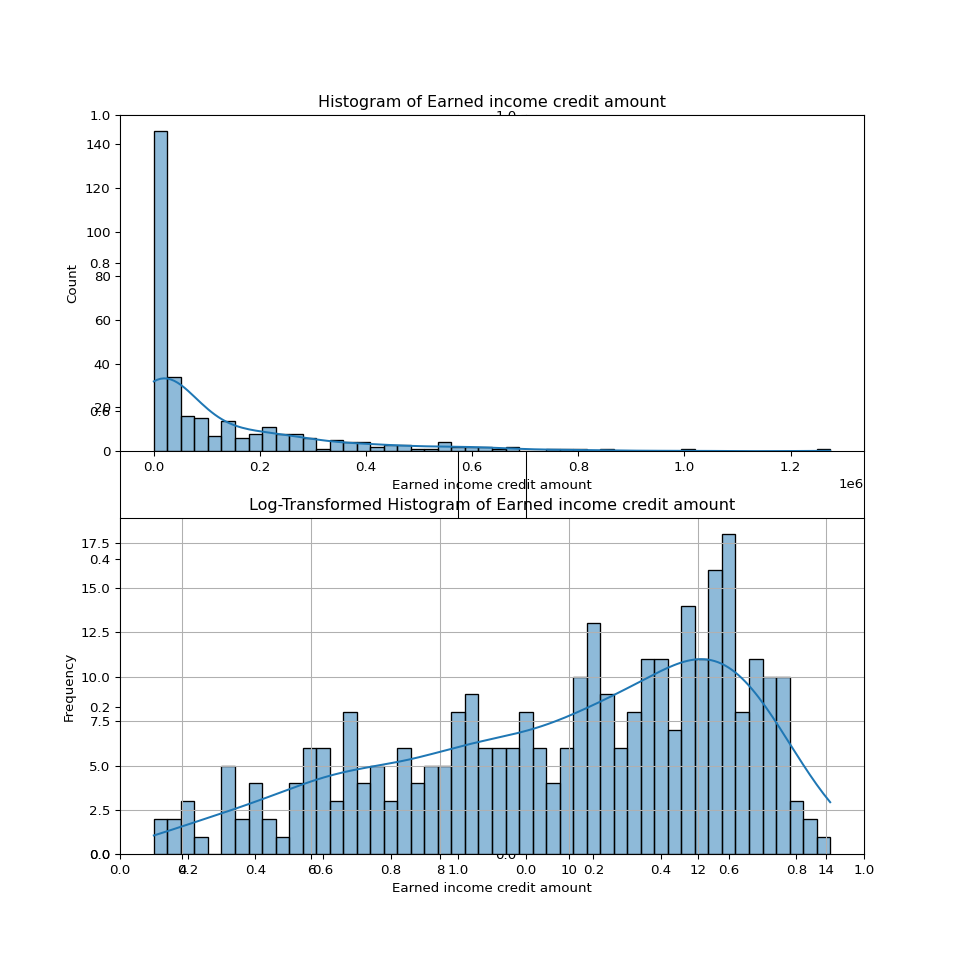 Histogram of Earned income credit amount
1.0
1.0
140
120
100
0.8
80
60
40
20
0.6
0
Count
0.0 0.2 0.4 0.6 0.8 1.0 1.2
1e6
Earned income credit amount
Log-Transformed Histogram of Earned income credit amount
17.5
0.4
15.0
12.5
10.0
0.2
7.5
5.0
2.5
0.0
0.0
Frequency
0.0 4 0.2 0.4 6 0.6 0.8 8 1.0 0.0 10 0.2 0.4 12 0.6 0.8 14 1.0
Earned income credit amount